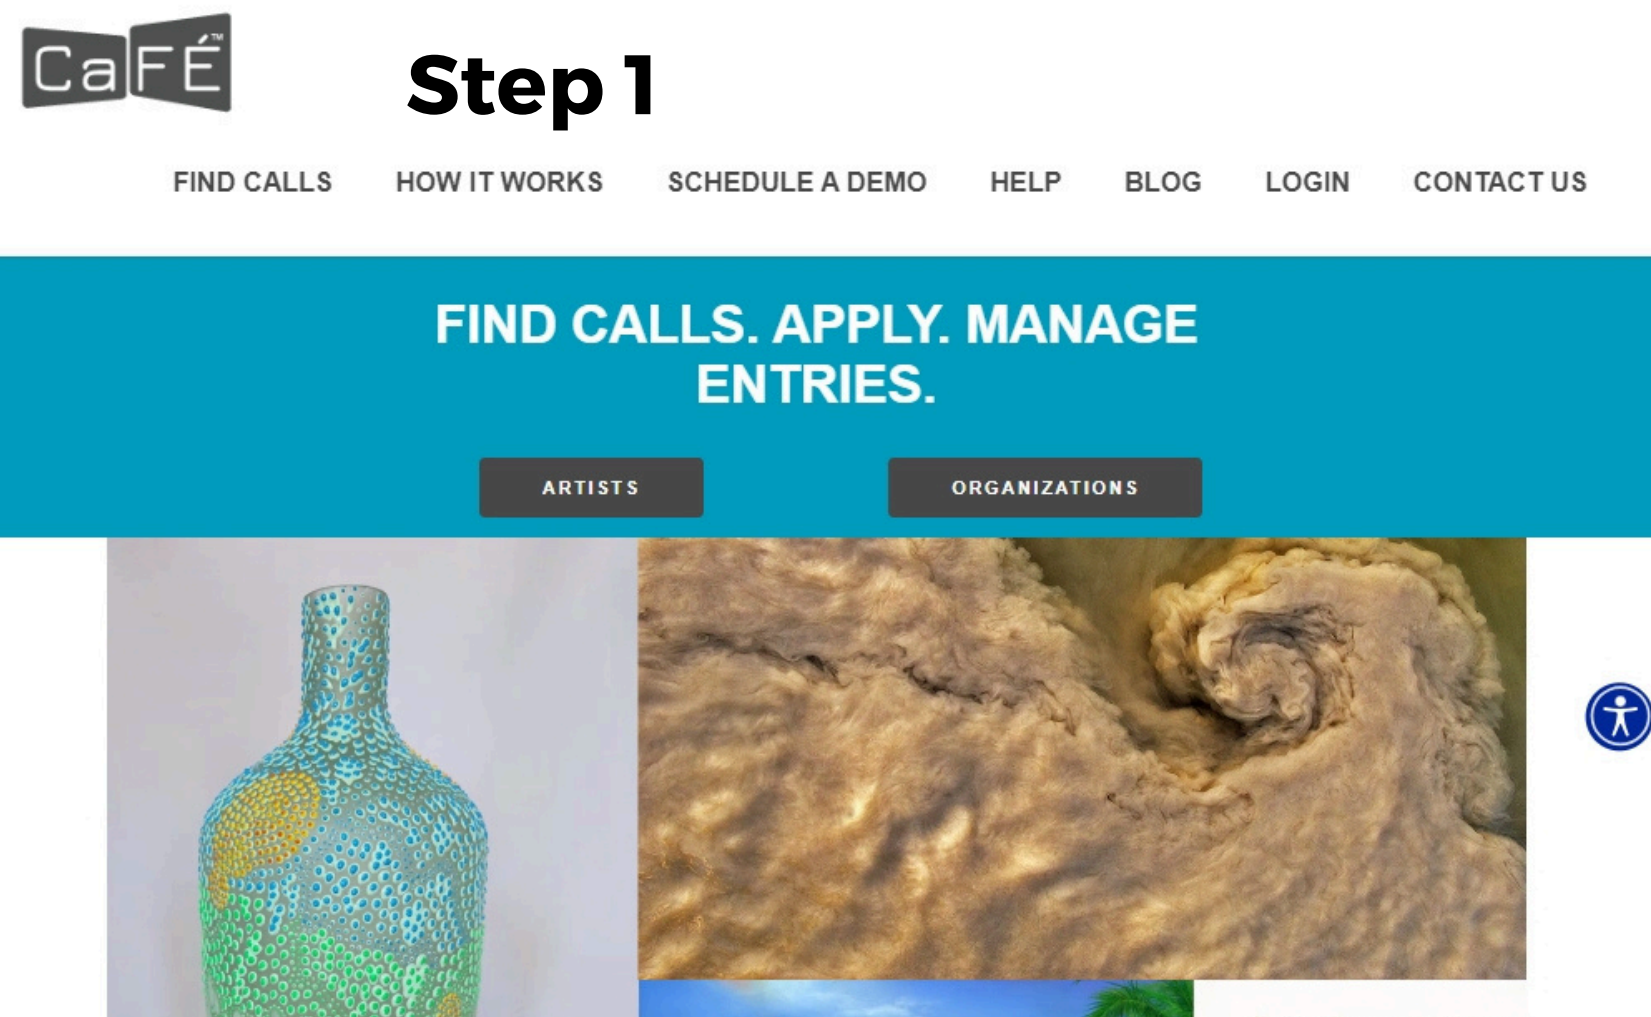 CaFÉ™
Step 1
FIND CALLS HOW IT WORKS SCHEDULE A DEMO HELP BLOG LOGIN CONTACT US
FIND CALLS. APPLY. MANAGE
ENTRIES.
ARTISTS ORGANIZATIONS